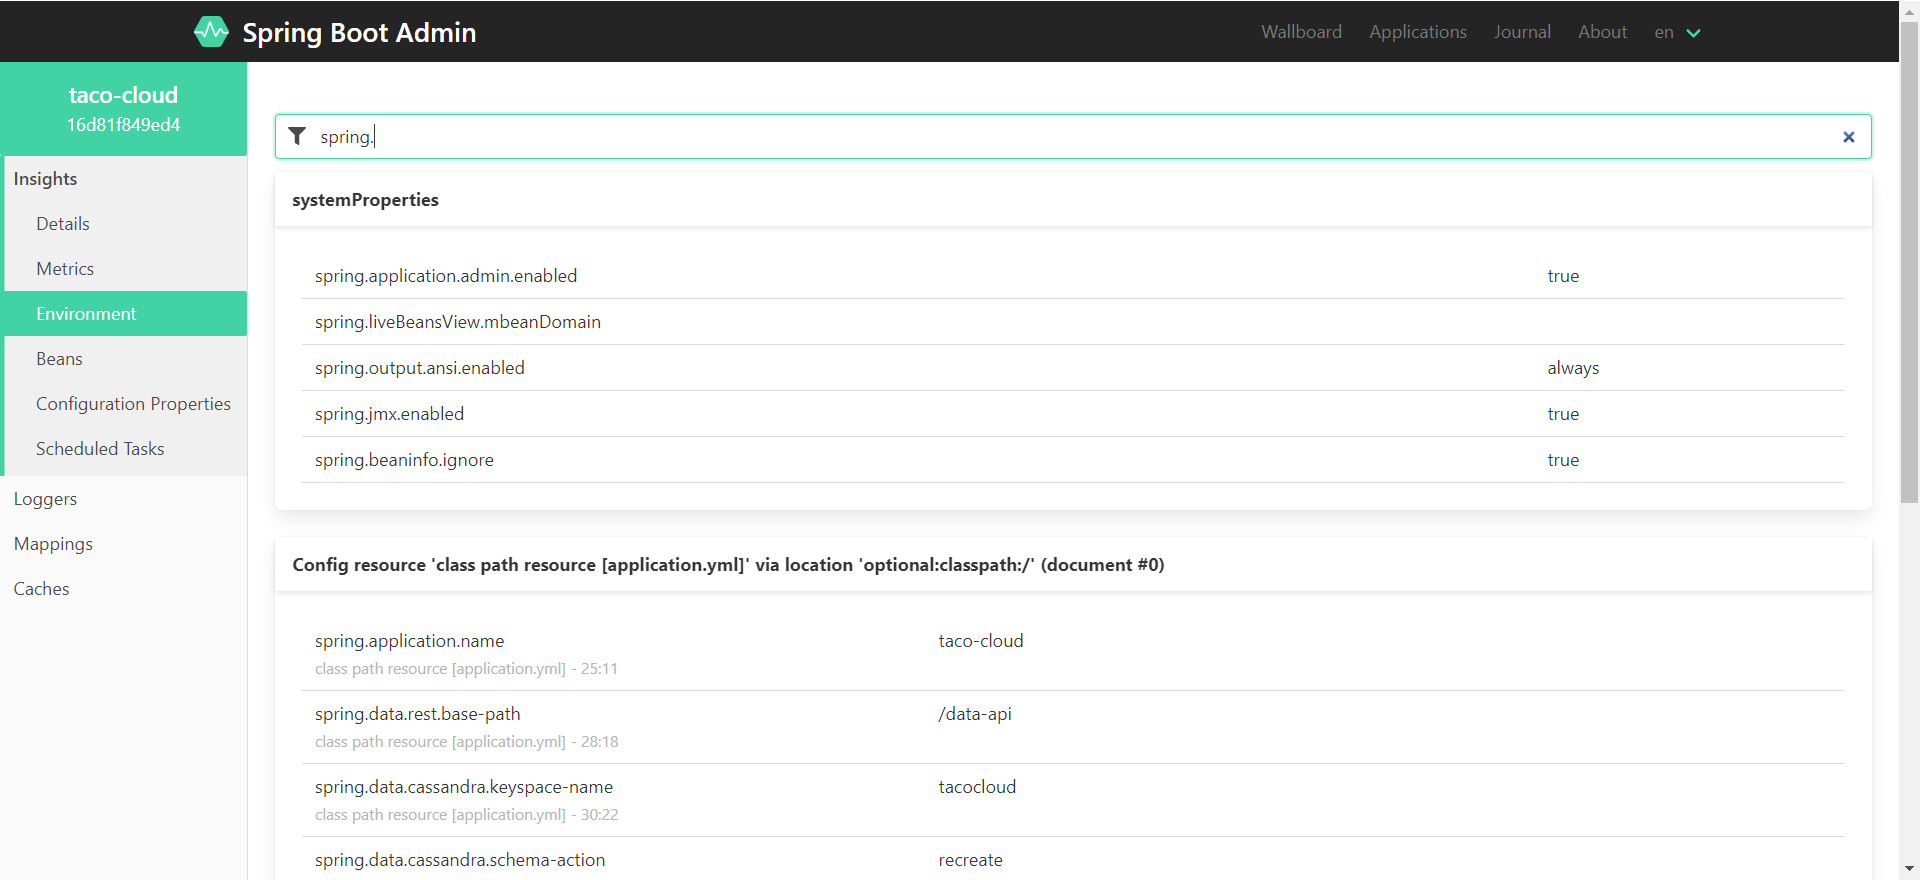 Spring Boot Admin
Wallboard Applications Journal About en
taco-cloud
16d81f849ed4
Insights
Details
Metrics
Environment
Beans
Configuration Properties
Scheduled Tasks
Loggers
Mappings
Caches
spring.
systemProperties
spring.application.admin.enabled true
spring.liveBeansView.mbeanDomain
spring.output.ansi.enabled always
spring.jmx.enabled true
spring.beaninfo.ignore true
Config resource 'class path resource [application.yml]' via location 'optional:classpath:/' (document #0)
spring.application.name taco-cloud
class path resource [application.yml] - 25:11
spring.data.rest.base-path /data-api
class path resource [application.yml] - 28:18
spring.data.cassandra.keyspace-name tacocloud
class path resource [application.yml] - 30:22
spring.data.cassandra.schema-action recreate